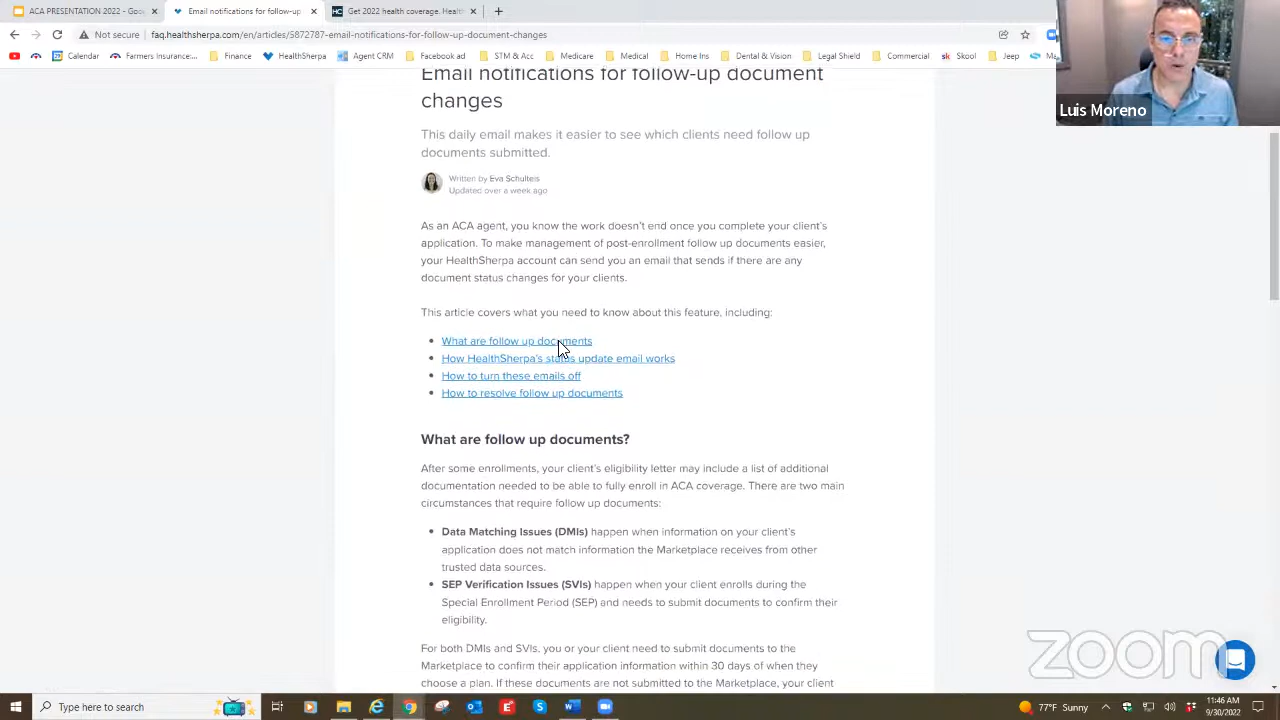 ACA PRESENTATION 2022 - Goo
Email notifications for follow-up
Get 2022 health coverage. Health
Not secure
faq.healthsherpa.com/en/articles/5872787-email-notifications-for-follow-up-document-changes
Calendar
Farmers Insurance:...
Finance
HealthSherpa
Agent CRM
Facebook ad
STM & Acc
Medicare
Medical
Home Ins
Dental & Vision
Legal Shield
Commercial
Skool
Jeep
Ma
Luis Moreno
Email notifications for follow-up document
changes
This daily email makes it easier to see which clients need follow up
documents submitted.
Written by Eva Schulteis
Updated over a week ago
As an ACA agent, you know the work doesn't end once you complete your client's
application. To make management of post-enrollment follow up documents easier,
your HealthSherpa account can send you an email that sends if there are any
document status changes for your clients.
This article covers what you need to know about this feature, including:
What are follow up documents
How HealthSherpa's status update email works
How to turn these emails off
How to resolve follow up documents
What are follow up documents?
After some enrollments, your client's eligibility letter may include a list of additional
documentation needed to be able to fully enroll in ACA coverage. There are two main
circumstances that require follow up documents:
Data Matching Issues (DMIs) happen when information on your client's
application does not match information the Marketplace receives from other
trusted data sources.
SEP Verification Issues (SVIs) happen when your client enrolls during the
Special Enrollment Period (SEP) and needs to submit documents to confirm their
eligibility.
For both DMIs and SVIs, you or your client need to submit documents to the
Marketplace to confirm their application information within 30 days of when they
choose a plan. If these documents are not submitted to the Marketplace, your client
zoom
Type here to search
77°F Sunny
11:46 AM
9/30/2022